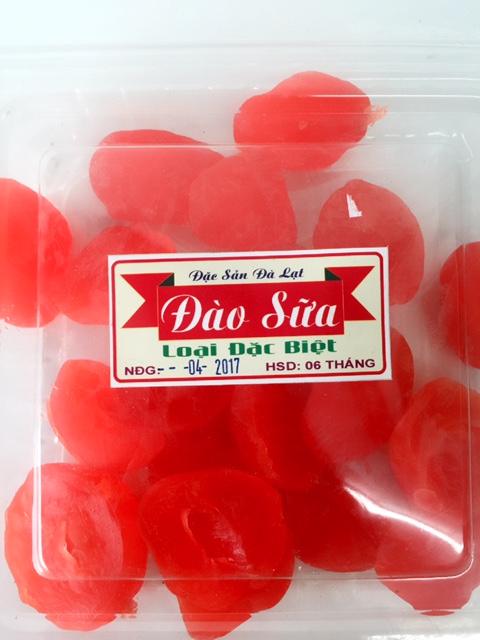 Đặc Sản Đà Lạt
Đào Sữa
Loại Đặc Biệt
NĐG:- - -04- 2017 HSD: 06 THÁNG